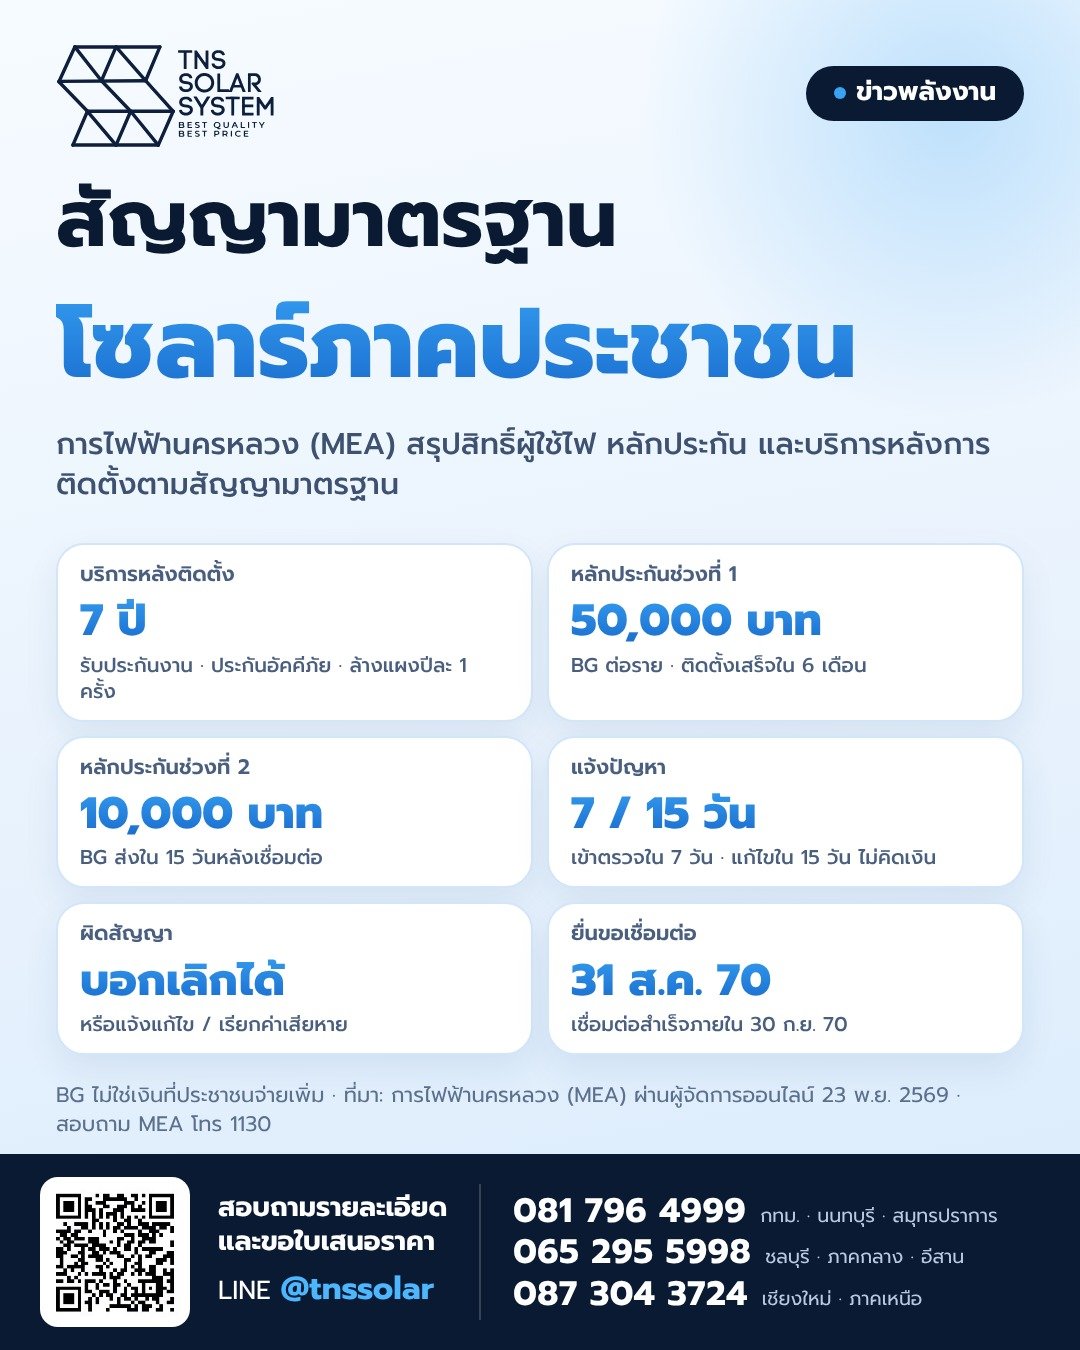 TNS
SOLAR
SYSTEM
BEST QUALITY
BEST PRICE
ข่าวพลังงาน
สัญญามาตรฐาน
โซลาร์ภาคประชาชน
การไฟฟ้านครหลวง (MEA) สรุปสิทธิ์ผู้ใช้ไฟ หลักประกัน และบริการหลังการ
ติดตั้งตามสัญญามาตรฐาน
บริการหลังติดตั้ง
7 ปี
รับประกันงาน · ประกันอัคคีภัย · ล้างแผงปีละ 1
ครั้ง
หลักประกันช่วงที่ 1
50,000 บาท
BG ต่อราย · ติดตั้งเสร็จใน 6 เดือน
หลักประกันช่วงที่ 2
10,000 บาท
BG ส่งใน 15 วันหลังเชื่อมต่อ
แจ้งปัญหา
7 / 15 วัน
เข้าตรวจใน 7 วัน · แก้ไขใน 15 วัน ไม่คิดเงิน
ผิดสัญญา
บอกเลิกได้
หรือแจ้งแก้ไข / เรียกค่าเสียหาย
ยื่นขอเชื่อมต่อ
31 ส.ค. 70
เชื่อมต่อสำเร็จภายใน 30 ก.ย. 70
BG ไม่ใช่เงินที่ประชาชนจ่ายเพิ่ม · ที่มา: การไฟฟ้านครหลวง (MEA) ผ่านผู้จัดการออนไลน์ 23 พ.ย. 2569 ·
สอบถาม MEA โทร 1130
สอบถามรายละเอียด
และขอใบเสนอราคา
LINE @tnssolar
081 796 4999 กทม. · นนทบุรี · สมุทรปราการ
065 295 5998 ชลบุรี · ภาคกลาง · อีสาน
087 304 3724 เชียงใหม่ · ภาคเหนือ